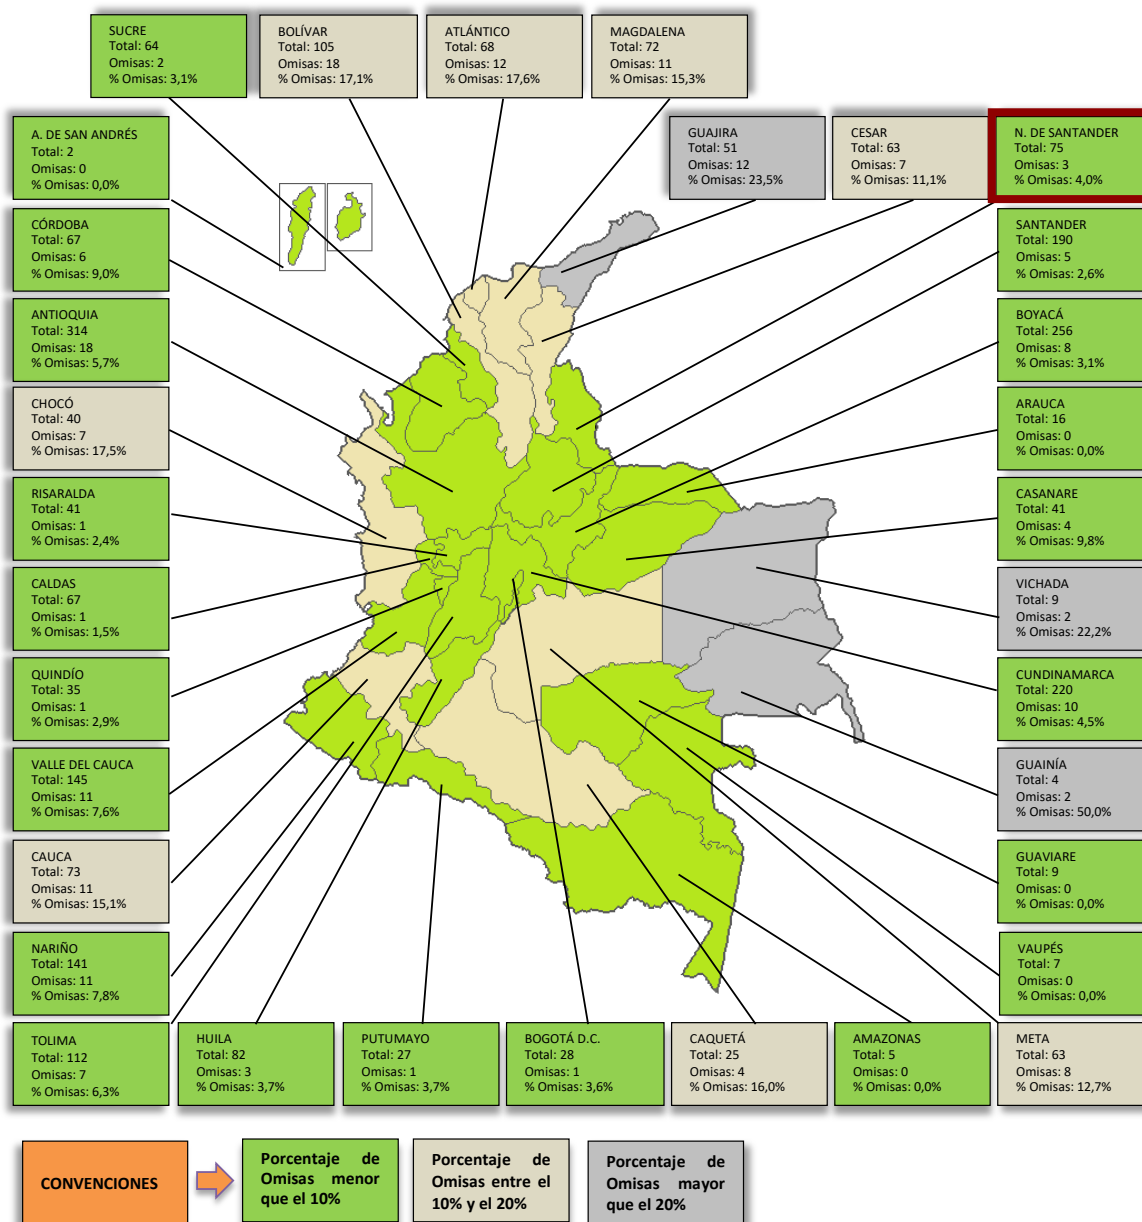 SUCRE
Total: 64
Omisas: 2
% Omisas: 3,1%
BOLÍVAR
Total: 105
Omisas: 18
% Omisas: 17,1%
ATLÁNTICO
Total: 68
Omisas: 12
% Omisas: 17,6%
MAGDALENA
Total: 72
Omisas: 11
% Omisas: 15,3%
A. DE SAN ANDRÉS
Total: 2
Omisas: 0
% Omisas: 0,0%
GUAJIRA
Total: 51
Omisas: 12
% Omisas: 23,5%
CESAR
Total: 63
Omisas: 7
% Omisas: 11,1%
N. DE SANTANDER
Total: 75
Omisas: 3
% Omisas: 4,0%
CÓRDOBA
Total: 67
Omisas: 6
% Omisas: 9,0%
SANTANDER
Total: 190
Omisas: 5
% Omisas: 2,6%
ANTIOQUIA
Total: 314
Omisas: 18
% Omisas: 5,7%
BOYACÁ
Total: 256
Omisas: 8
% Omisas: 3,1%
CHOCÓ
Total: 40
Omisas: 7
% Omisas: 17,5%
ARAUCA
Total: 16
Omisas: 0
% Omisas: 0,0%
RISARALDA
Total: 41
Omisas: 1
% Omisas: 2,4%
CASANARE
Total: 41
Omisas: 4
% Omisas: 9,8%
CALDAS
Total: 67
Omisas: 1
% Omisas: 1,5%
VICHADA
Total: 9
Omisas: 2
% Omisas: 22,2%
QUINDÍO
Total: 35
Omisas: 1
% Omisas: 2,9%
CUNDINAMARCA
Total: 220
Omisas: 10
% Omisas: 4,5%
VALLE DEL CAUCA
Total: 145
Omisas: 11
% Omisas: 7,6%
GUAINÍA
Total: 4
Omisas: 2
% Omisas: 50,0%
CAUCA
Total: 73
Omisas: 11
% Omisas: 15,1%
GUAVIARE
Total: 9
Omisas: 0
% Omisas: 0,0%
NARIÑO
Total: 141
Omisas: 11
% Omisas: 7,8%
VAUPÉS
Total: 7
Omisas: 0
% Omisas: 0,0%
TOLIMA
Total: 112
Omisas: 7
% Omisas: 6,3%
HUILA
Total: 82
Omisas: 3
% Omisas: 3,7%
PUTUMAYO
Total: 27
Omisas: 1
% Omisas: 3,7%
BOGOTÁ D.C.
Total: 28
Omisas: 1
% Omisas: 3,6%
CAQUETÁ
Total: 25
Omisas: 4
% Omisas: 16,0%
AMAZONAS
Total: 5
Omisas: 0
% Omisas: 0,0%
META
Total: 63
Omisas: 8
% Omisas: 12,7%
CONVENCIONES
Porcentaje de
Omisas menor
que el 10%
Porcentaje de
Omisas entre el
10% y el 20%
Porcentaje de
Omisas mayor
que el 20%